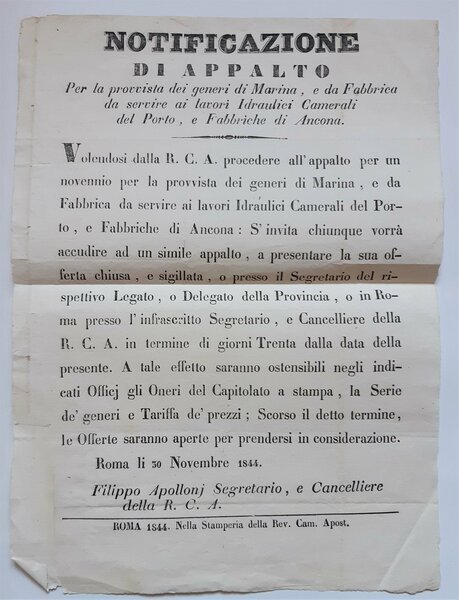 NOTIFICAZIONE
DI APPALTO
Per la provvista dei generi di Marina, e da Fabbrica
da servire ai lavori Idraulici Camerali
del Porto, e Fabbriche di Ancona.
Volendosi dalla R. C. A. procedere all'appalto per un
novennio per la provvista dei generi di Marina, e da
Fabbrica da servire ai lavori Idraulici Camerali del Por-
to, e Fabbriche di Ancona: S'invita chiunque vorrà
accudire ad un simile appalto, a presentare la sua of-
ferta chiusa, e sigillata, o presso il Segretario del ri-
spettivo Legato, o Delegato della Provincia, o in Ro-
ma presso l'infrascritto Segretario, e Cancelliere della
R. C. A. in termine di giorni Trenta dalla data della
presente. A tale effetto saranno ostensibili negli indi-
cati Officj gli Oneri del Capitolato a stampa, la Serie
de' generi e Tariffa de' prezzi; Scorso il detto termine,
le Offerte saranno aperte per prendersi in considerazione.
Roma li 30 Novembre 1844.
Filippo Apollonj Segretario, e Cancelliere
della R. C. A.
ROMA 1844. Nella Stamperia della Rev. Cam. Apost.